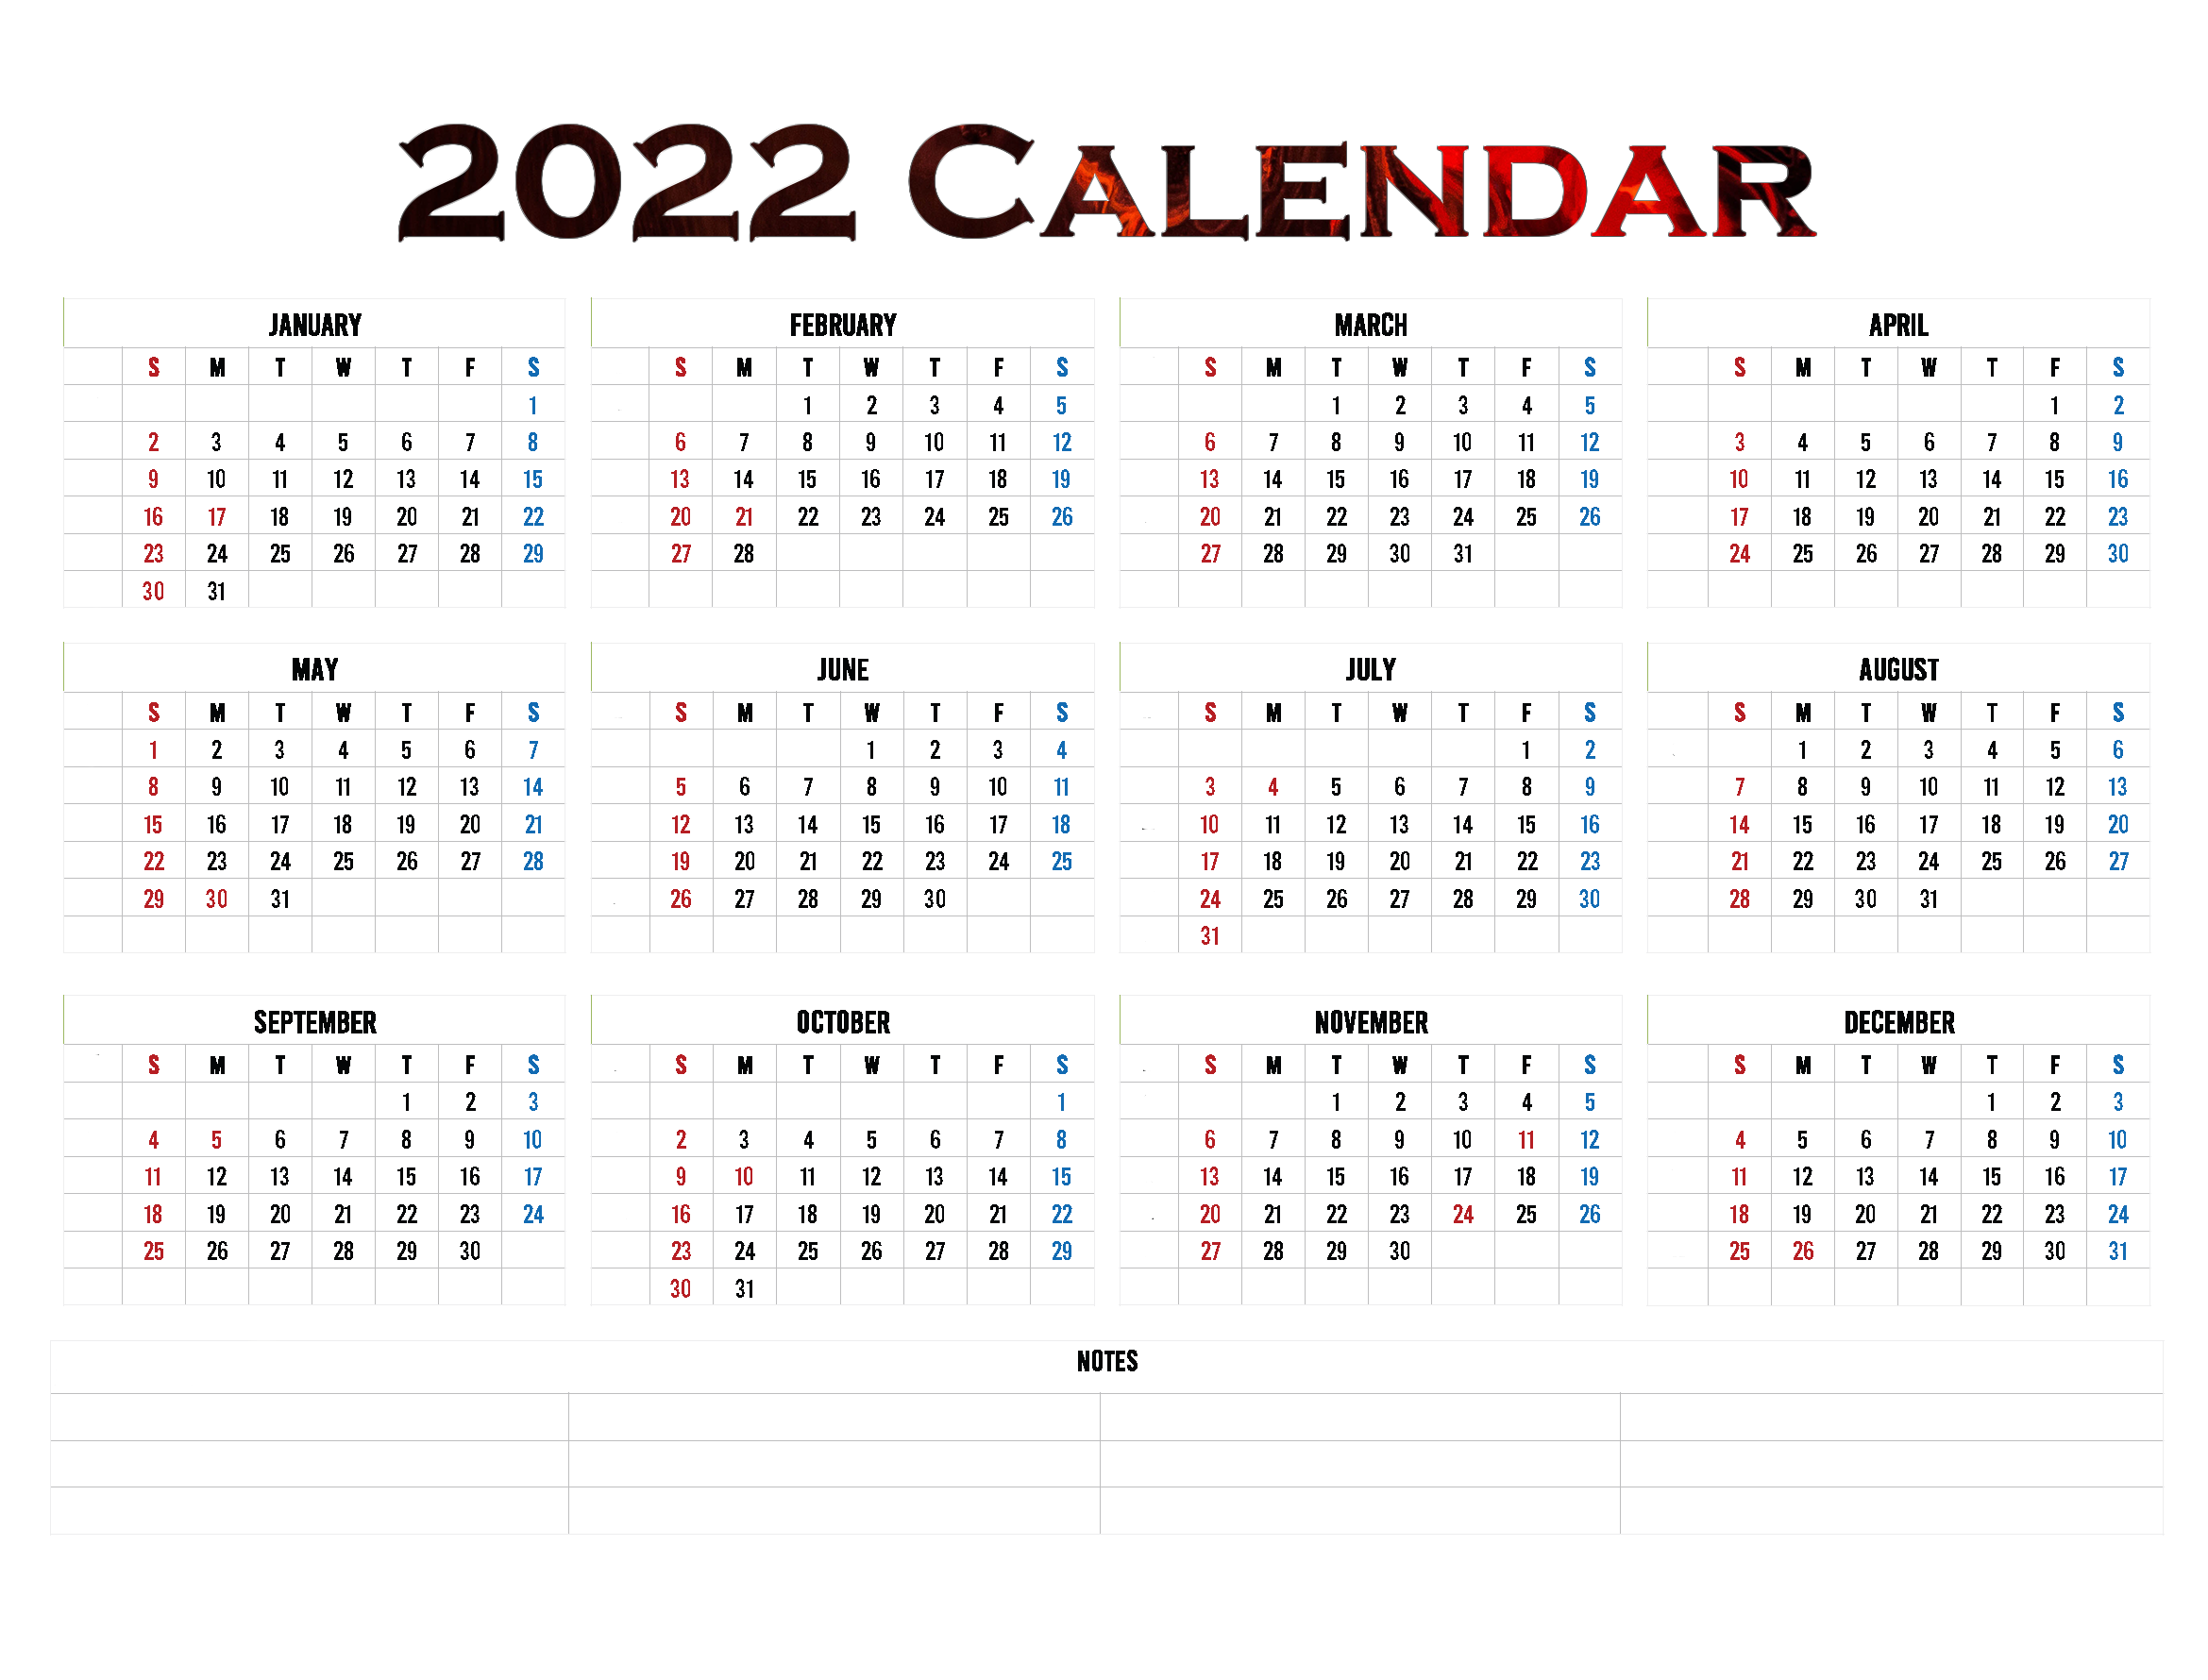 2022 CALENDAR
JANUARY
S M T W T F S
1
2 3 4 5 6 7 8
9 10 11 12 13 14 15
16 17 18 19 20 21 22
23 24 25 26 27 28 29
30 31
FEBRUARY
S M T W T F S
1 2 3 4 5
6 7 8 9 10 11 12
13 14 15 16 17 18 19
20 21 22 23 24 25 26
27 28
MARCH
S M T W T F S
1 2 3 4 5
6 7 8 9 10 11 12
13 14 15 16 17 18 19
20 21 22 23 24 25 26
27 28 29 30 31
APRIL
S M T W T F S
1 2
3 4 5 6 7 8 9
10 11 12 13 14 15 16
17 18 19 20 21 22 23
24 25 26 27 28 29 30
MAY
S M T W T F S
1 2 3 4 5 6 7
8 9 10 11 12 13 14
15 16 17 18 19 20 21
22 23 24 25 26 27 28
29 30 31
JUNE
S M T W T F S
1 2 3 4
5 6 7 8 9 10 11
12 13 14 15 16 17 18
19 20 21 22 23 24 25
26 27 28 29 30
JULY
S M T W T F S
1 2
3 4 5 6 7 8 9
10 11 12 13 14 15 16
17 18 19 20 21 22 23
24 25 26 27 28 29 30
31
AUGUST
S M T W T F S
1 2 3 4 5 6
7 8 9 10 11 12 13
14 15 16 17 18 19 20
21 22 23 24 25 26 27
28 29 30 31
SEPTEMBER
S M T W T F S
1 2 3
4 5 6 7 8 9 10
11 12 13 14 15 16 17
18 19 20 21 22 23 24
25 26 27 28 29 30
OCTOBER
S M T W T F S
1
2 3 4 5 6 7 8
9 10 11 12 13 14 15
16 17 18 19 20 21 22
23 24 25 26 27 28 29
30 31
NOVEMBER
S M T W T F S
1 2 3 4 5
6 7 8 9 10 11 12
13 14 15 16 17 18 19
20 21 22 23 24 25 26
27 28 29 30
DECEMBER
S M T W T F S
1 2 3
4 5 6 7 8 9 10
11 12 13 14 15 16 17
18 19 20 21 22 23 24
25 26 27 28 29 30 31
NOTES